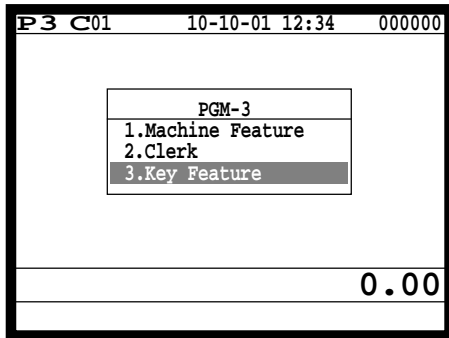 P3 C01 10-10-01 12:34 000000
PGM-3
1.Machine Feature
2.Clerk
3.Key Feature
0.00